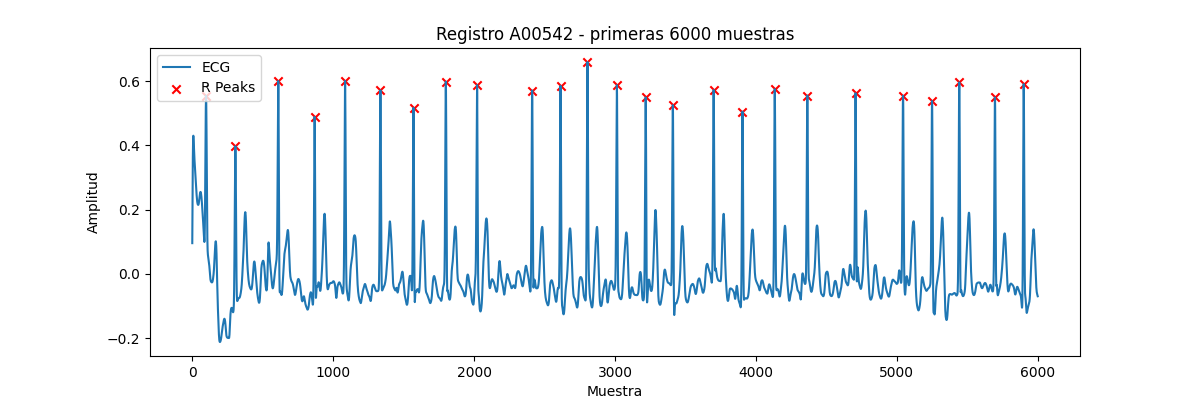 Registro A00542 - primeras 6000 muestras
ECG
R Peaks
Amplitud
0.6
0.4
0.2
0.0
−0.2
0 1000 2000 3000 4000 5000 6000
Muestra